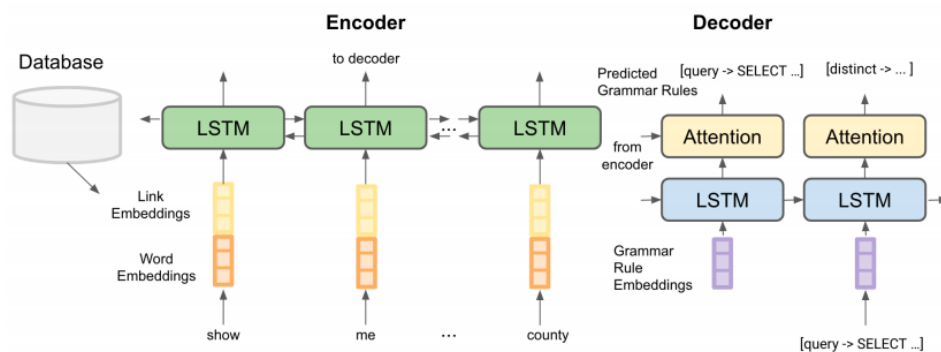 Encoder
Decoder
Database
to decoder
Predicted
Grammar Rules
[query -> SELECT ...]
[distinct -> ... ]
LSTM
LSTM
...
LSTM
from
encoder
Attention
Attention
LSTM
LSTM
Link
Embeddings
Word
Embeddings
Grammar
Rule
Embeddings
show
me
...
county
[query -> SELECT ...]